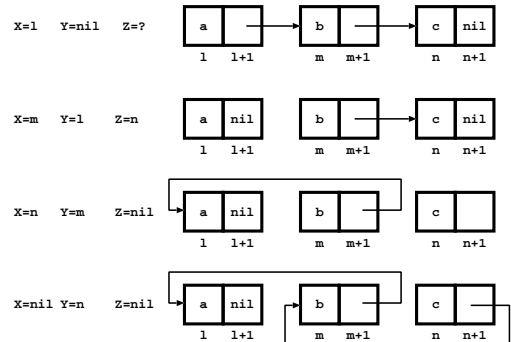 X=l Y=nil Z=? a b c nil
l l+1 m m+1 n n+1
X=m Y=l Z=n a nil b c nil
l l+1 m m+1 n n+1
X=n Y=m Z=nil a nil b c
l l+1 m m+1 n n+1
X=nil Y=n Z=nil a nil b c
l l+1 m m+1 n n+1